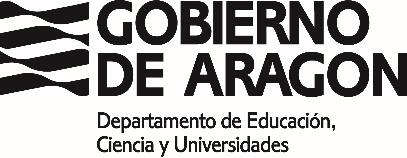 GOBIERNO
DE ARAGON
Departamento de Educación,
Ciencia y Universidades